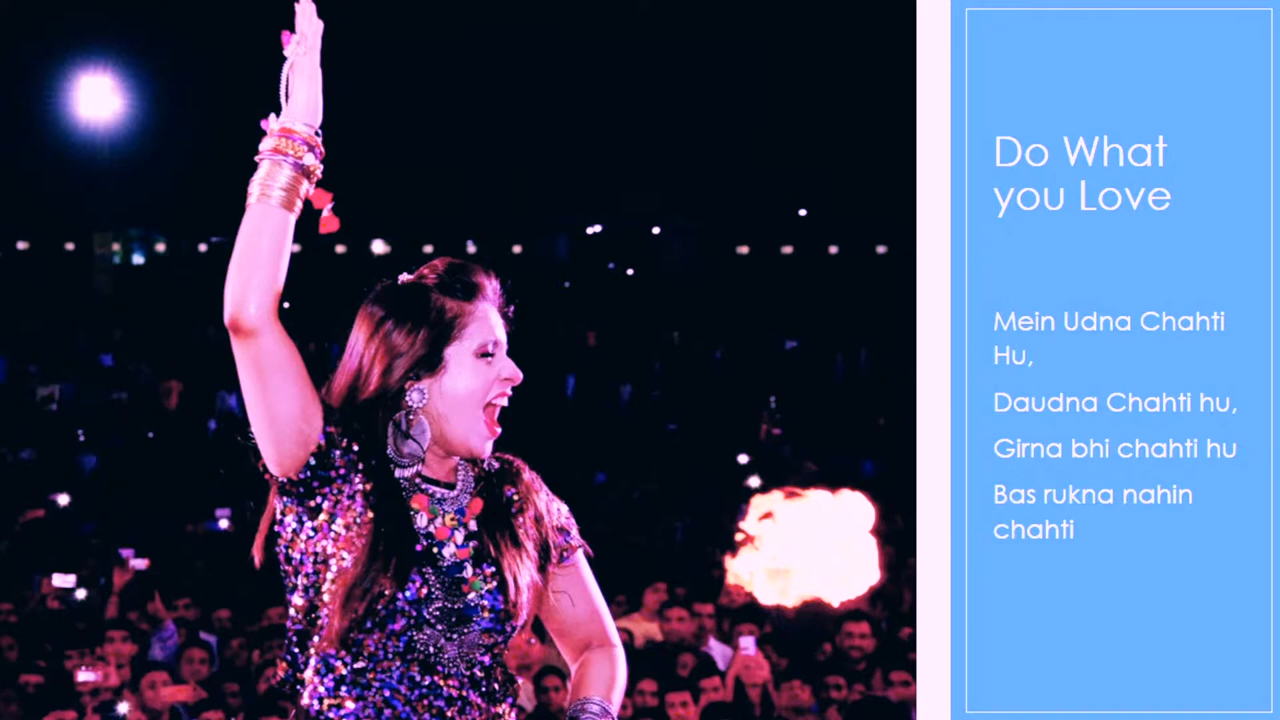 Do What
you Love
Mein Udna Chahti
Hu,
Daudna Chahti hu,
Girna bhi chahti hu
Bas rukna nahin
chahti